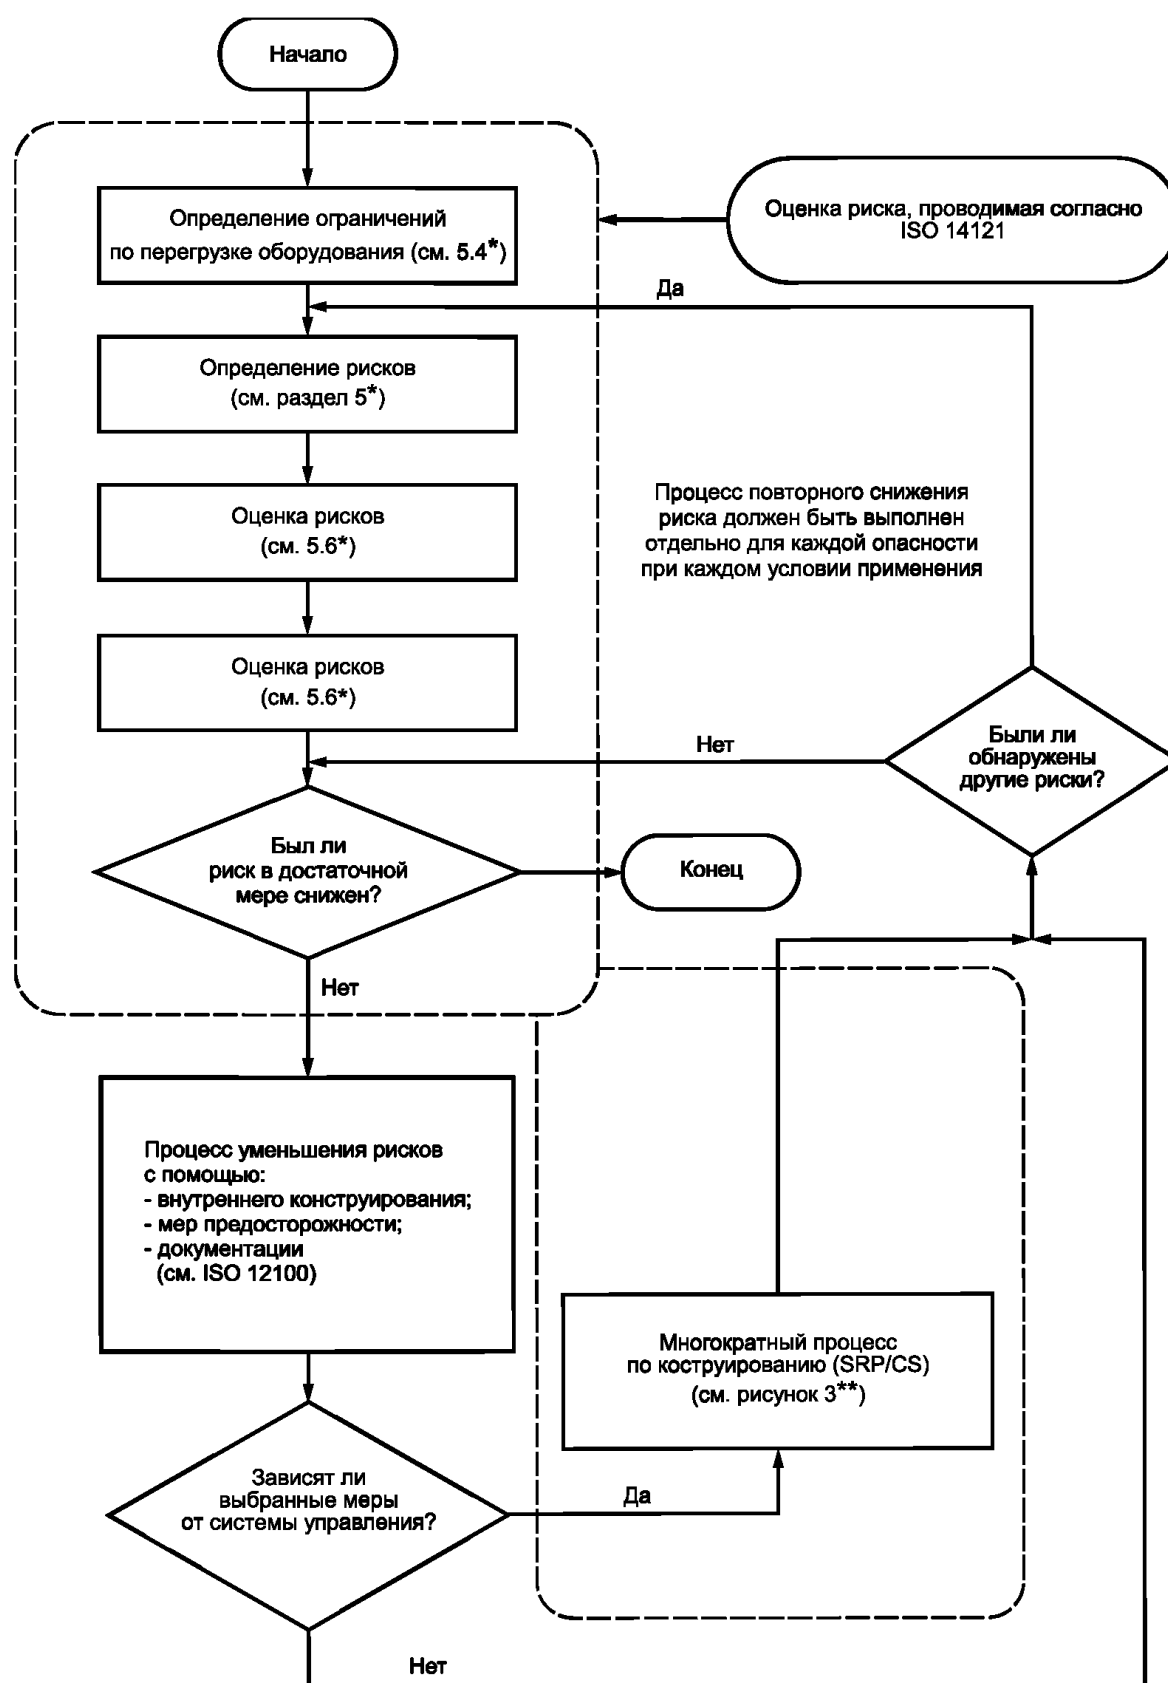 Начало
Определение ограничений
по перегрузке оборудования (см. 5.4*)
Оценка риска, проводимая согласно
ISO 14121
Да
Определение рисков
(см. раздел 5*)
Оценка рисков
(см. 5.6*)
Процесс повторного снижения
риска должен быть выполнен
отдельно для каждой опасности
при каждом условии применения
Оценка рисков
(см. 5.6*)
Нет
Были ли
обнаружены
другие риски?
Был ли
риск в достаточной
мере снижен?
Конец
Нет
Процесс уменьшения рисков
с помощью:
- внутреннего конструирования;
- мер предосторожности;
- документации
(см. ISO 12100)
Многократный процесс
по коструированию (SRP/CS)
(см. рисунок 3**)
Зависят ли
выбранные меры
от системы управления?
Да
Нет